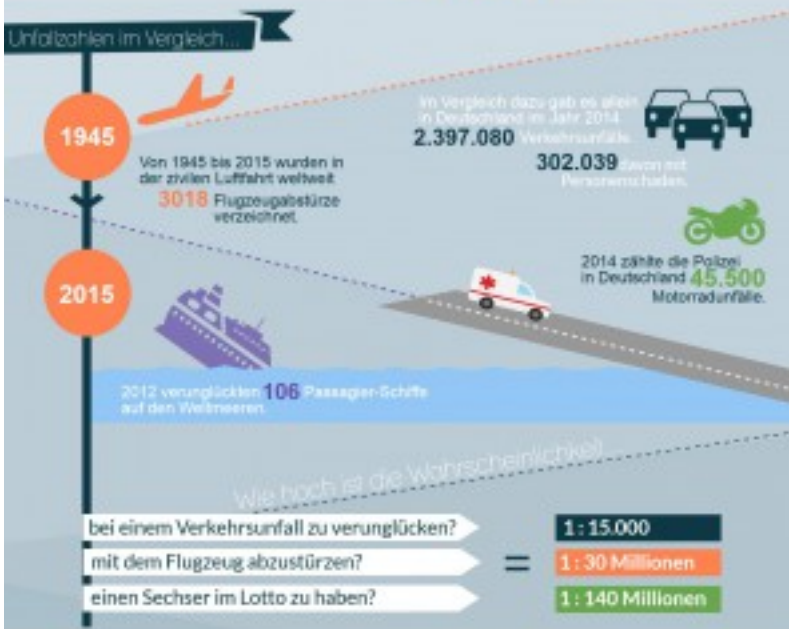 Unfallzahlen im Vergleich...
1945
Von 1945 bis 2015 wurden in
der zivilen Luftfahrt weltweit
3018 Flugzeugabstürze
verzeichnet.
Im Vergleich dazu gab es allein
in Deutschland im Jahr 2014
2.397.080 Verkehrsunfälle.
302.039 davon mit
Personenschaden.
2014 zählte die Polizei
in Deutschland 45.500
Motorradunfälle.
2015
2012 verunglückten 106 Passagier-Schiffe
auf den Weltmeeren.
Wie hoch ist die Wahrscheinlichkeit
bei einem Verkehrsunfall zu verunglücken?
1 : 15.000
mit dem Flugzeug abzustürzen?
=
1 : 30 Millionen
einen Sechser im Lotto zu haben?
1 : 140 Millionen